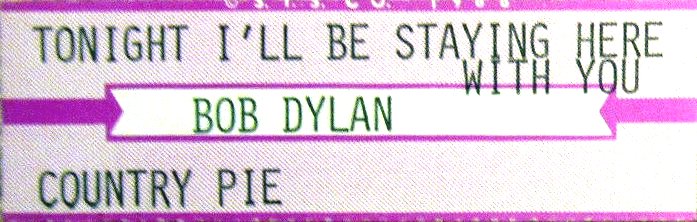 TONIGHT I'LL BE STAYING HERE
WITH YOU
BOB DYLAN
COUNTRY PIE